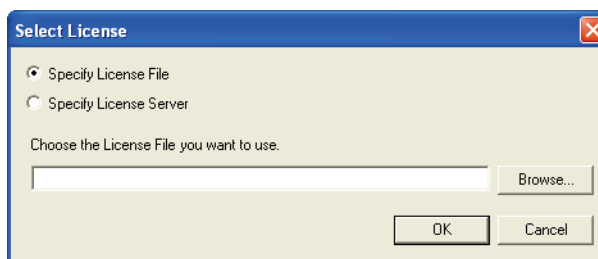 Select License
Specify License File
Specify License Server
Choose the License File you want to use.
Browse...
OK Cancel